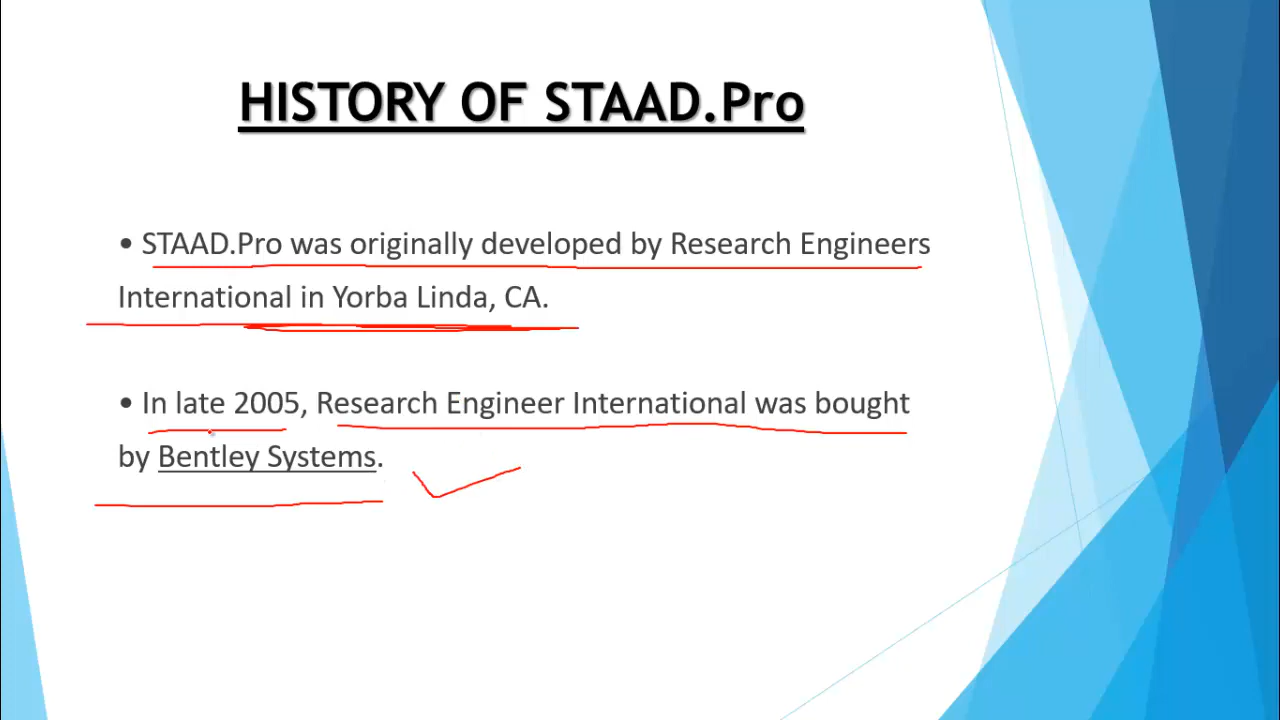 HISTORY OF STAAD.Pro
• STAAD.Pro was originally developed by Research Engineers
International in Yorba Linda, CA.
• In late 2005, Research Engineer International was bought
by Bentley Systems.